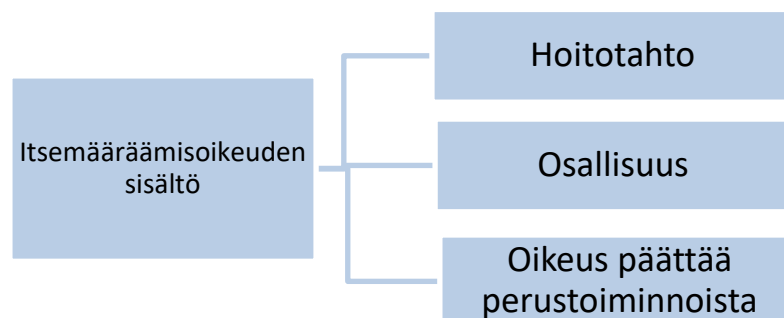 Itsemääräämisoikeuden
sisältö
Hoitotahto
Osallisuus
Oikeus päättää
perustoiminnoista